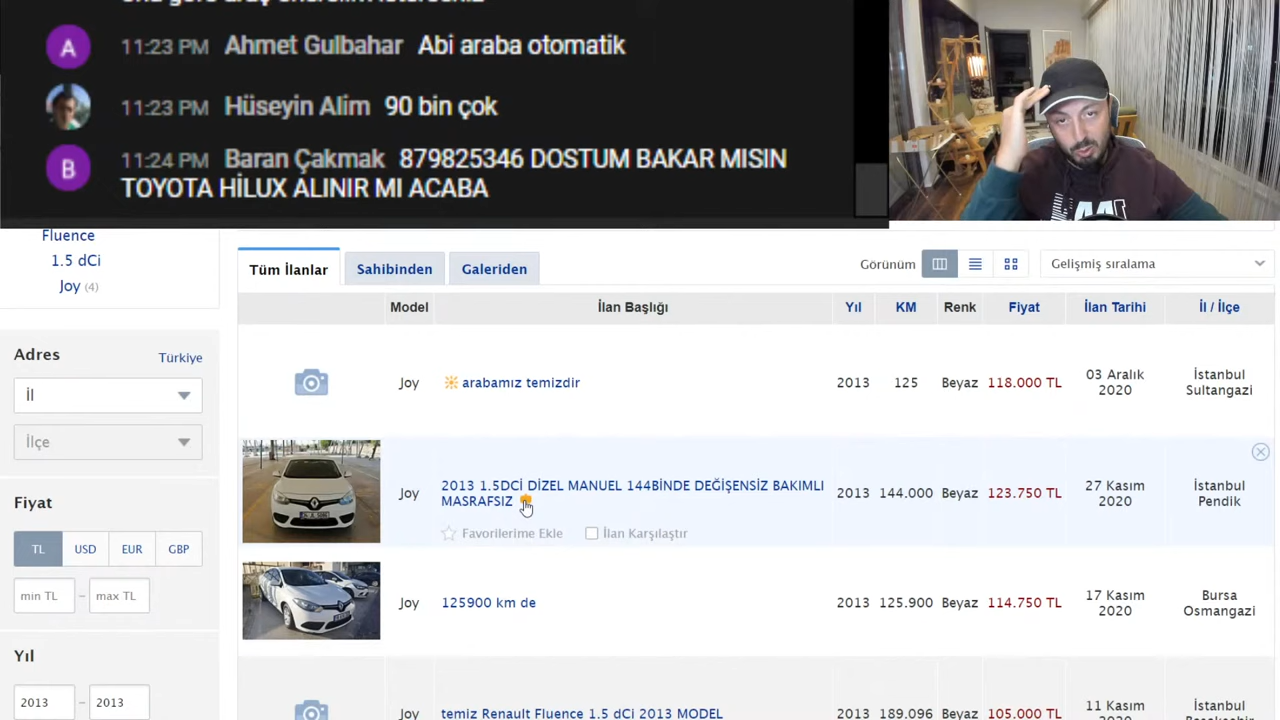 A 11:23 PM Ahmet Gulbahar Abi araba otomatik
11:23 PM Hüseyin Alim 90 bin çok
B 11:24 PM Baran Çakmak 879825346 DOSTUM BAKAR MISIN
TOYOTA HİLUX ALINIR MI ACABA
Fluence
1.5 dCi
Joy (4)
Adres Türkiye
İl
İlçe
Fiyat
TL USD EUR GBP
min TL - max TL
Yıl
2013 - 2013
Tüm İlanlar Sahibinden Galeriden Görünüm Gelişmiş sıralama
Model İlan Başlığı Yıl KM Renk Fiyat İlan Tarihi İl / İlçe
Joy arabamız temizdir 2013 125 Beyaz 118.000 TL 03 Aralık İstanbul
2020 Sultangazi
Joy 2013 1.5DCİ DİZEL MANUEL 144BİNDE DEĞİŞENSİZ BAKIMLI 2013 144.000 Beyaz 123.750 TL 27 Kasım İstanbul
MASRAFSIZ 2020 Pendik
Favorilerime Ekle İlan Karşılaştır
Joy 125900 km de 2013 125.900 Beyaz 114.750 TL 17 Kasım Bursa
2020 Osmangazi
Joy temiz Renault Fluence 1.5 dCi 2013 MODEL 2013 189.096 Beyaz 105.000 TL 11 Kasım İstanbul